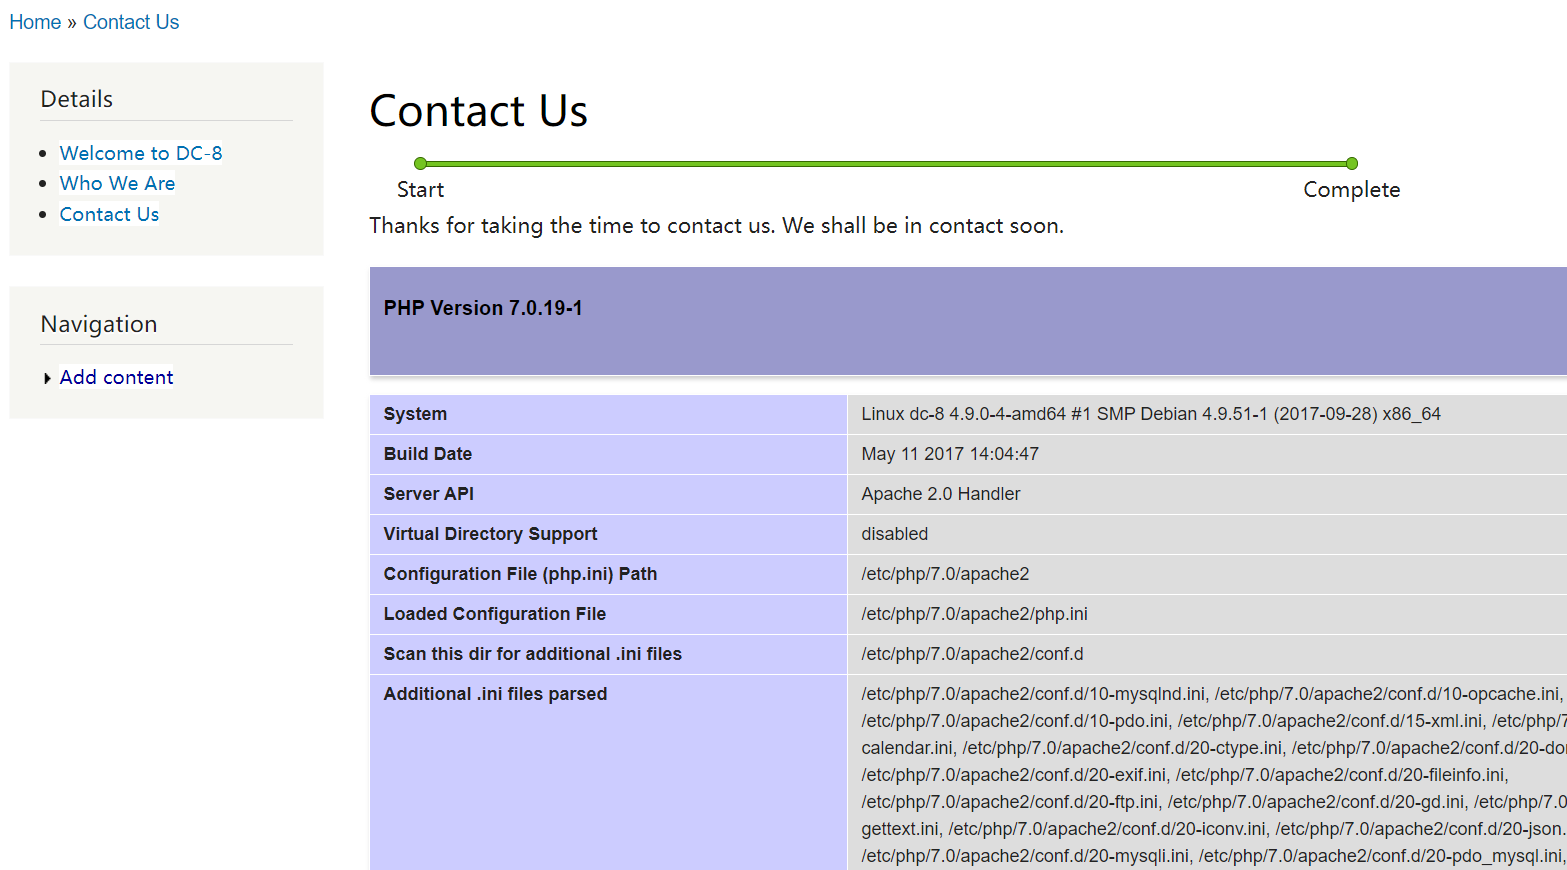 Home » Contact Us
Details
Welcome to DC-8
Who We Are
Contact Us
Navigation
Add content
Contact Us
Start
Complete
Thanks for taking the time to contact us. We shall be in contact soon.
PHP Version 7.0.19-1
System Linux dc-8 4.9.0-4-amd64 #1 SMP Debian 4.9.51-1 (2017-09-28) x86_64
Build Date May 11 2017 14:04:47
Server API Apache 2.0 Handler
Virtual Directory Support disabled
Configuration File (php.ini) Path /etc/php/7.0/apache2
Loaded Configuration File /etc/php/7.0/apache2/php.ini
Scan this dir for additional .ini files /etc/php/7.0/apache2/conf.d
Additional .ini files parsed /etc/php/7.0/apache2/conf.d/10-mysqlnd.ini, /etc/php/7.0/apache2/conf.d/10-opcache.ini,
/etc/php/7.0/apache2/conf.d/10-pdo.ini, /etc/php/7.0/apache2/conf.d/15-xml.ini, /etc/php/7
calendar.ini, /etc/php/7.0/apache2/conf.d/20-ctype.ini, /etc/php/7.0/apache2/conf.d/20-do
/etc/php/7.0/apache2/conf.d/20-exif.ini, /etc/php/7.0/apache2/conf.d/20-fileinfo.ini,
/etc/php/7.0/apache2/conf.d/20-ftp.ini, /etc/php/7.0/apache2/conf.d/20-gd.ini, /etc/php/7.0
gettext.ini, /etc/php/7.0/apache2/conf.d/20-iconv.ini, /etc/php/7.0/apache2/conf.d/20-json.
/etc/php/7.0/apache2/conf.d/20-mysqli.ini, /etc/php/7.0/apache2/conf.d/20-pdo_mysql.ini,